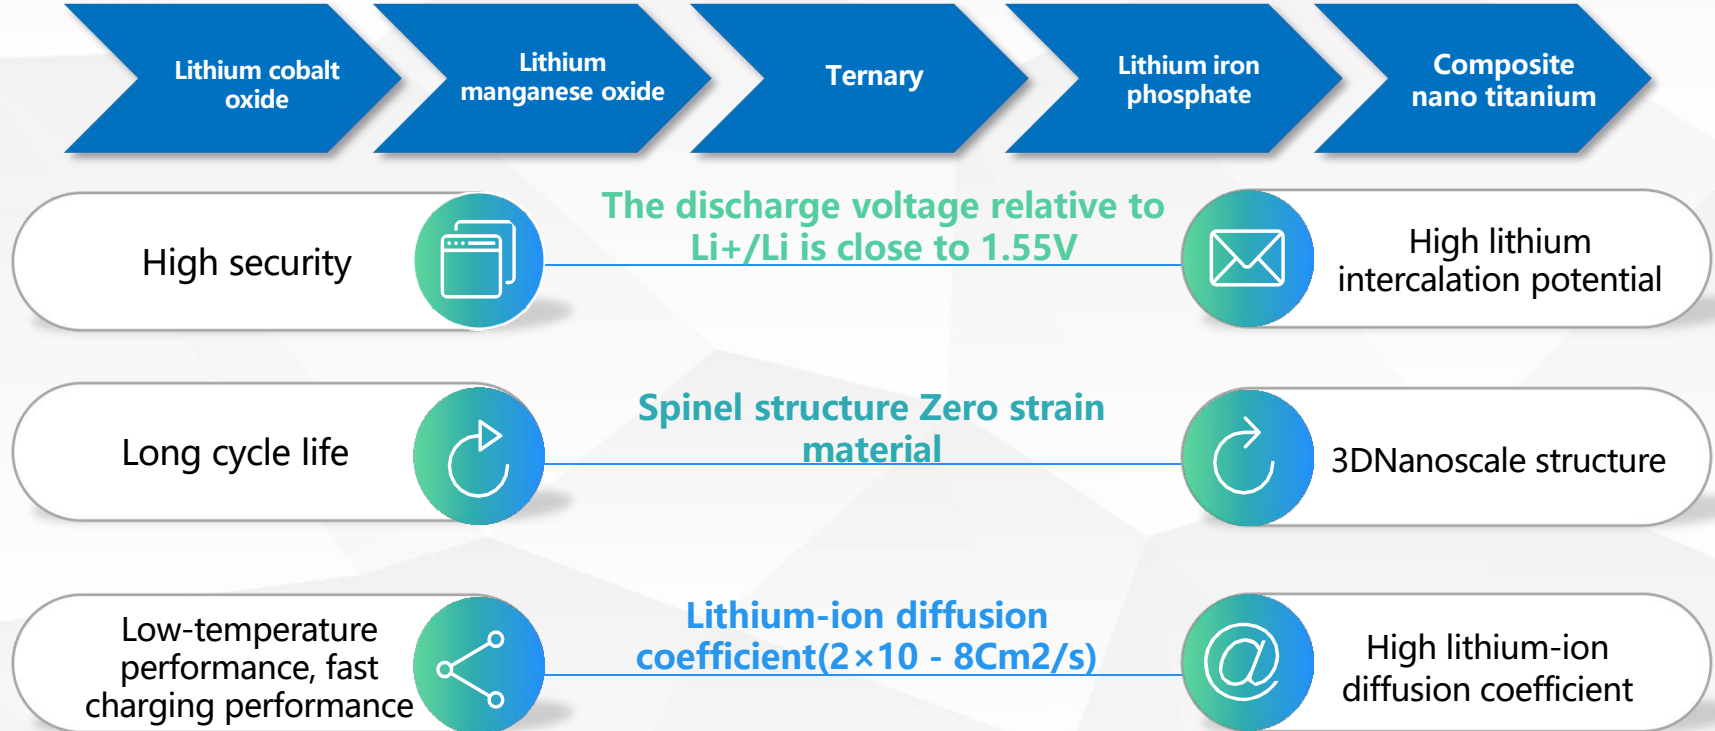 Lithium cobalt
oxide
Lithium
manganese oxide
Ternary
Lithium iron
phosphate
Composite
nano titanium
High security
The discharge voltage relative to
Li+/Li is close to 1.55V
High lithium
intercalation potential
Long cycle life
Spinel structure Zero strain
material
3DNanoscale structure
Low-temperature
performance, fast
charging performance
Lithium-ion diffusion
coefficient(2×10 - 8Cm2/s)
@
High lithium-ion
diffusion coefficient